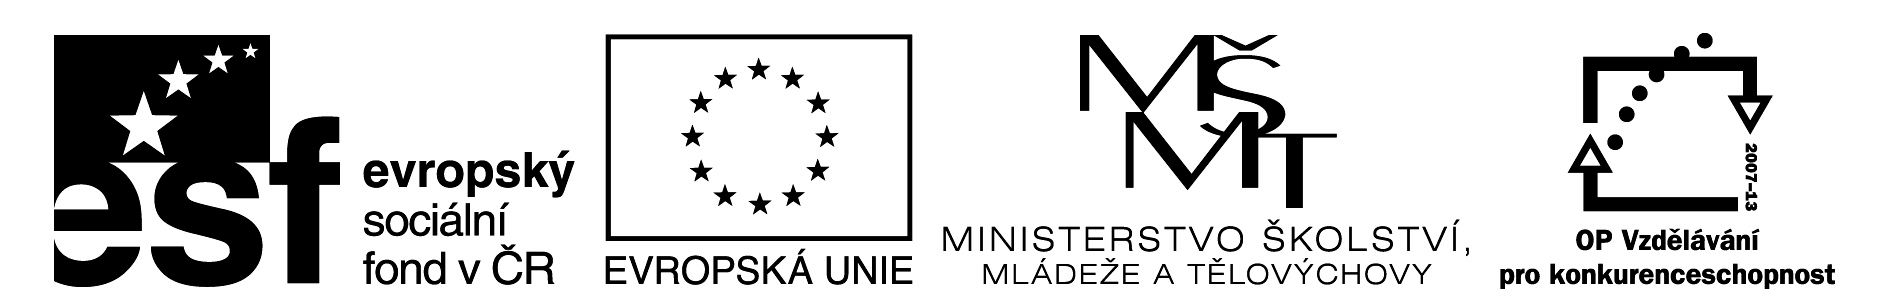 esf
evropský
sociální
fond v ČR
EVROPSKÁ UNIE
MŠMT
MINISTERSTVO ŠKOLSTVÍ,
MLÁDEŽE A TĚLOVÝCHOVY
2007-13
OP Vzdělávání
pro konkurenceschopnost